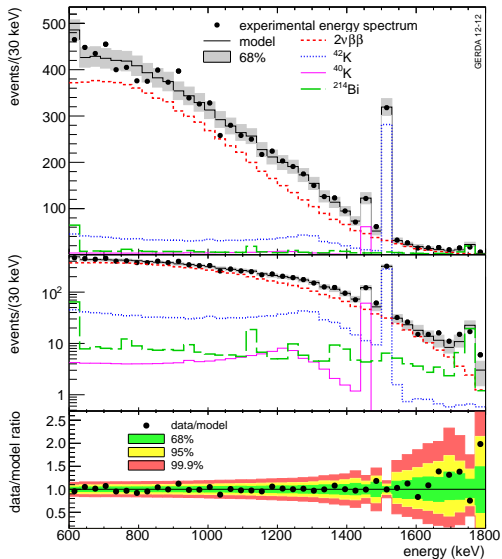 events/(30 keV)
500
400
300
200
100
experimental energy spectrum
model
68%
2νββ
⁴²K
⁴⁰K
²¹⁴Bi
GERDA 12-12
events/(30 keV)
10²
10
1
data/model ratio
2.5
2.0
1.5
1.0
0.5
data/model
68%
95%
99.9%
600 800 1000 1200 1400 1600 1800
energy (keV)